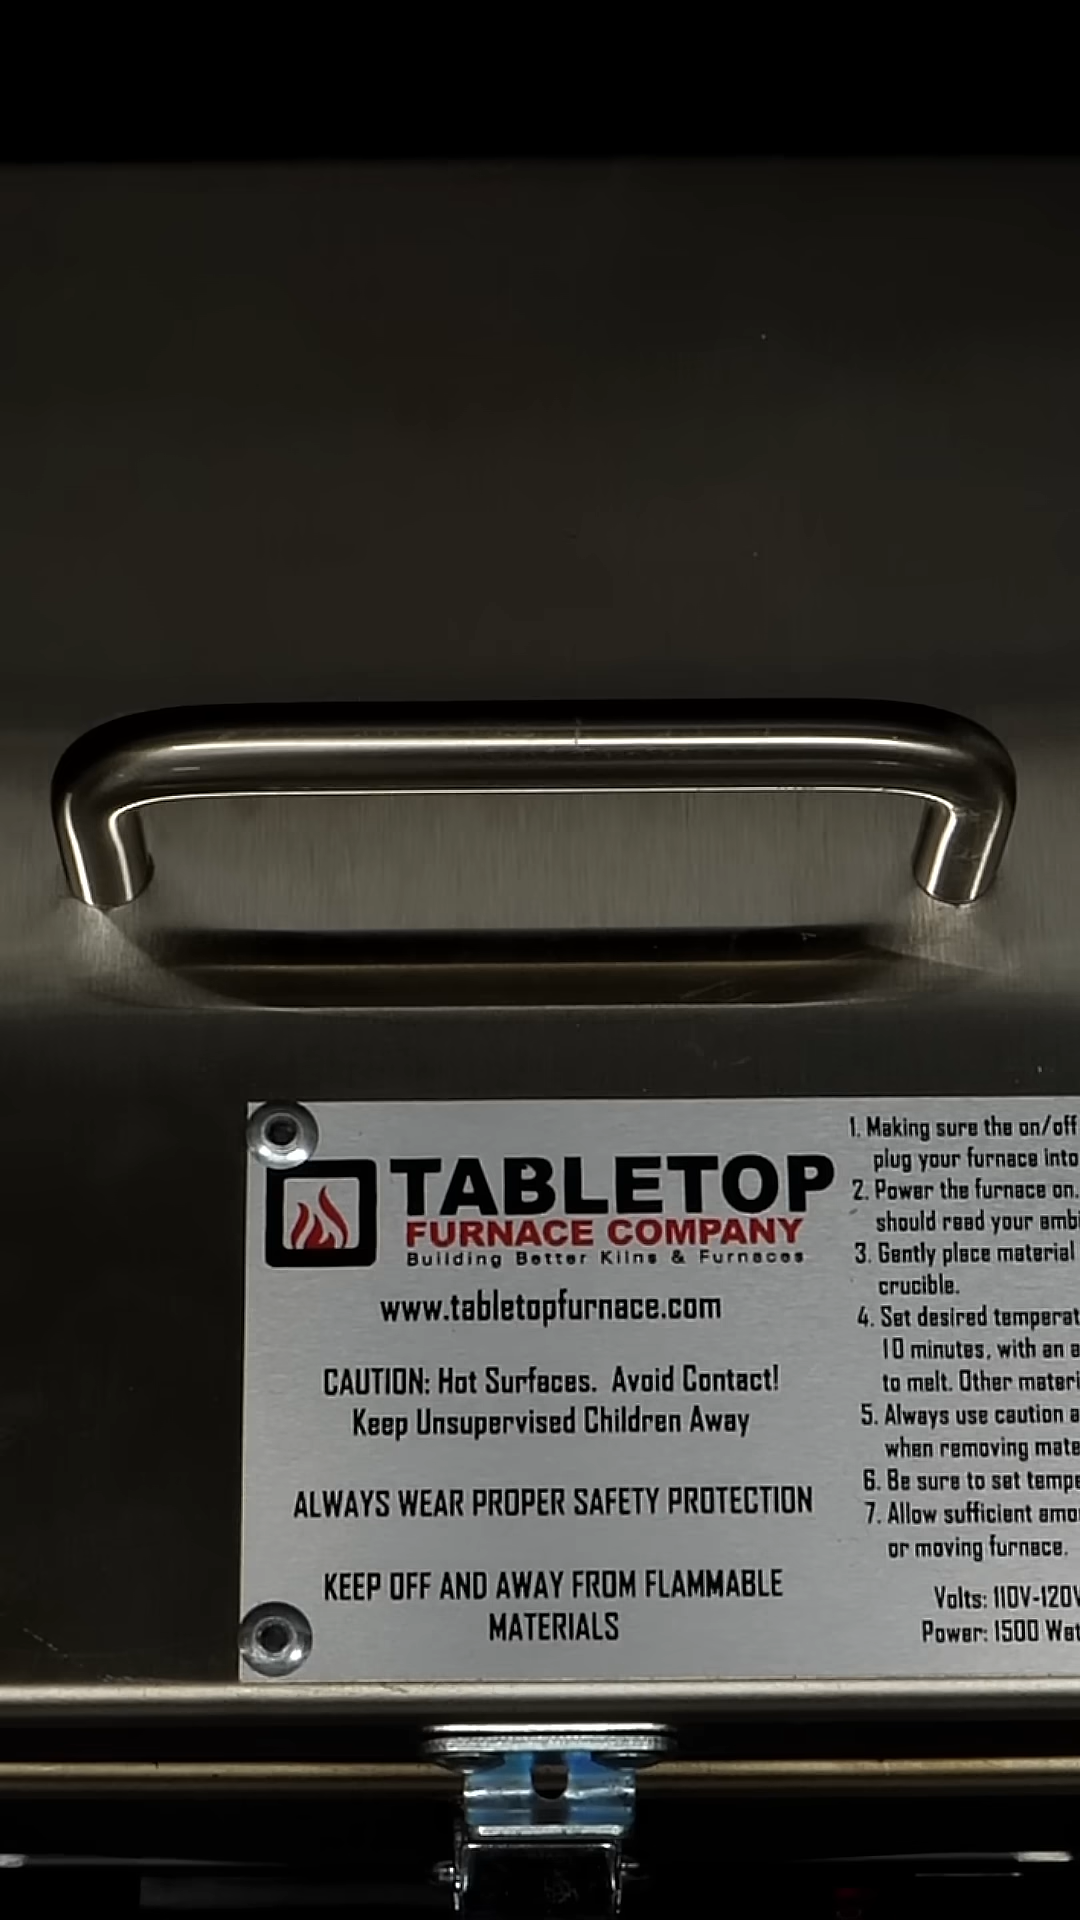 TABLETOP
FURNACE COMPANY
Building Better Kilns & Furnaces
www.tabletopfurnace.com
CAUTION: Hot Surfaces. Avoid Contact!
Keep Unsupervised Children Away
ALWAYS WEAR PROPER SAFETY PROTECTION
KEEP OFF AND AWAY FROM FLAMMABLE
MATERIALS
1. Making sure the on/off
plug your furnace into
2. Power the furnace on.
should read your
3. Gently place material
crucible.
4. Set desired
10 minutes, with an
to melt. Other
5. Always use caution
when removing
6. Be sure to set
7. Allow sufficient
or moving furnace.
Volts: 110V-120V
Power: 1500